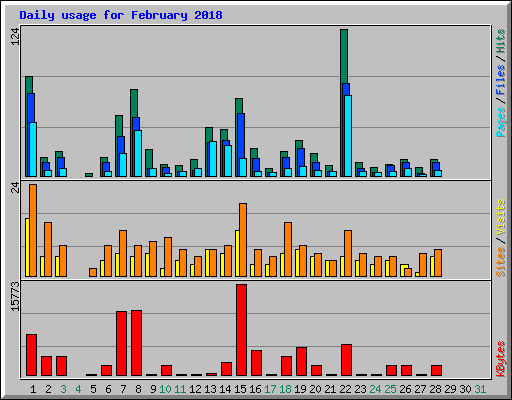 Daily usage for February 2018
124
Pages / Files / Hits
24
Sites / Visits
15773
KBytes
1 2 3 4 5 6 7 8 9 10 11 12 13 14 15 16 17 18 19 20 21 22 23 24 25 26 27 28 29 30 31